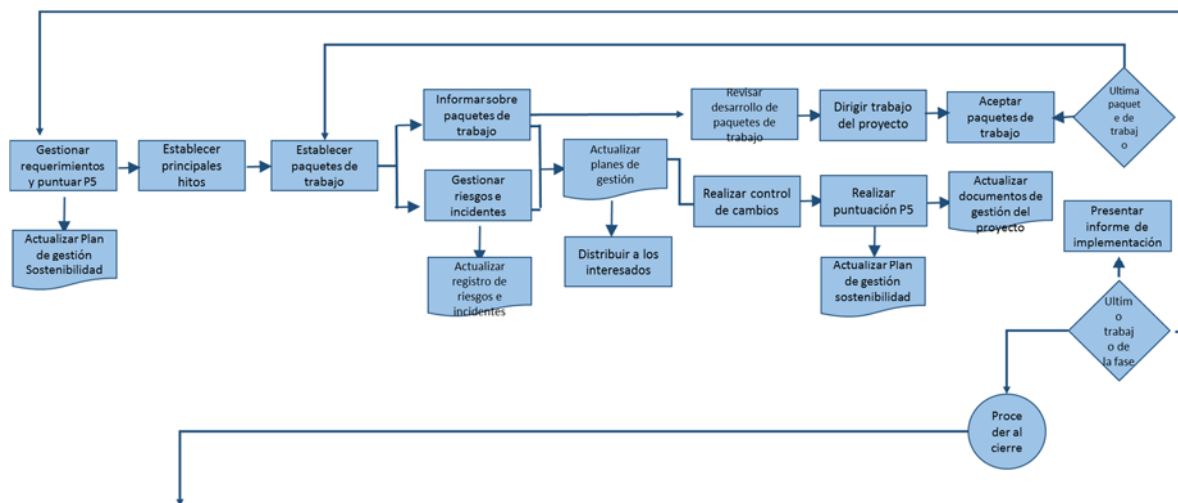 Gestionar
requerimientos
y puntuar P5
Actualizar Plan
de gestión
Sostenibilidad
Establecer
principales
hitos
Establecer
paquetes de
trabajo
Informar sobre
paquetes de
trabajo
Gestionar
riesgos e
incidentes
Actualizar
registro de
riesgos e
incidentes
Actualizar
planes de
gestión
Distribuir a los
interesados
Revisar
desarrollo de
paquetes de
trabajo
Dirigir trabajo
del proyecto
Aceptar
paquetes de
trabajo
Ultima
paquet
e de
trabaj
o
Realizar control
de cambios
Realizar
puntuación P5
Actualizar Plan
de gestión
sostenibilidad
Actualizar
documentos de
gestión del
proyecto
Presentar
informe de
implementación
Ultim
o
trabaj
o de
la fase
Proce
der al
cierre